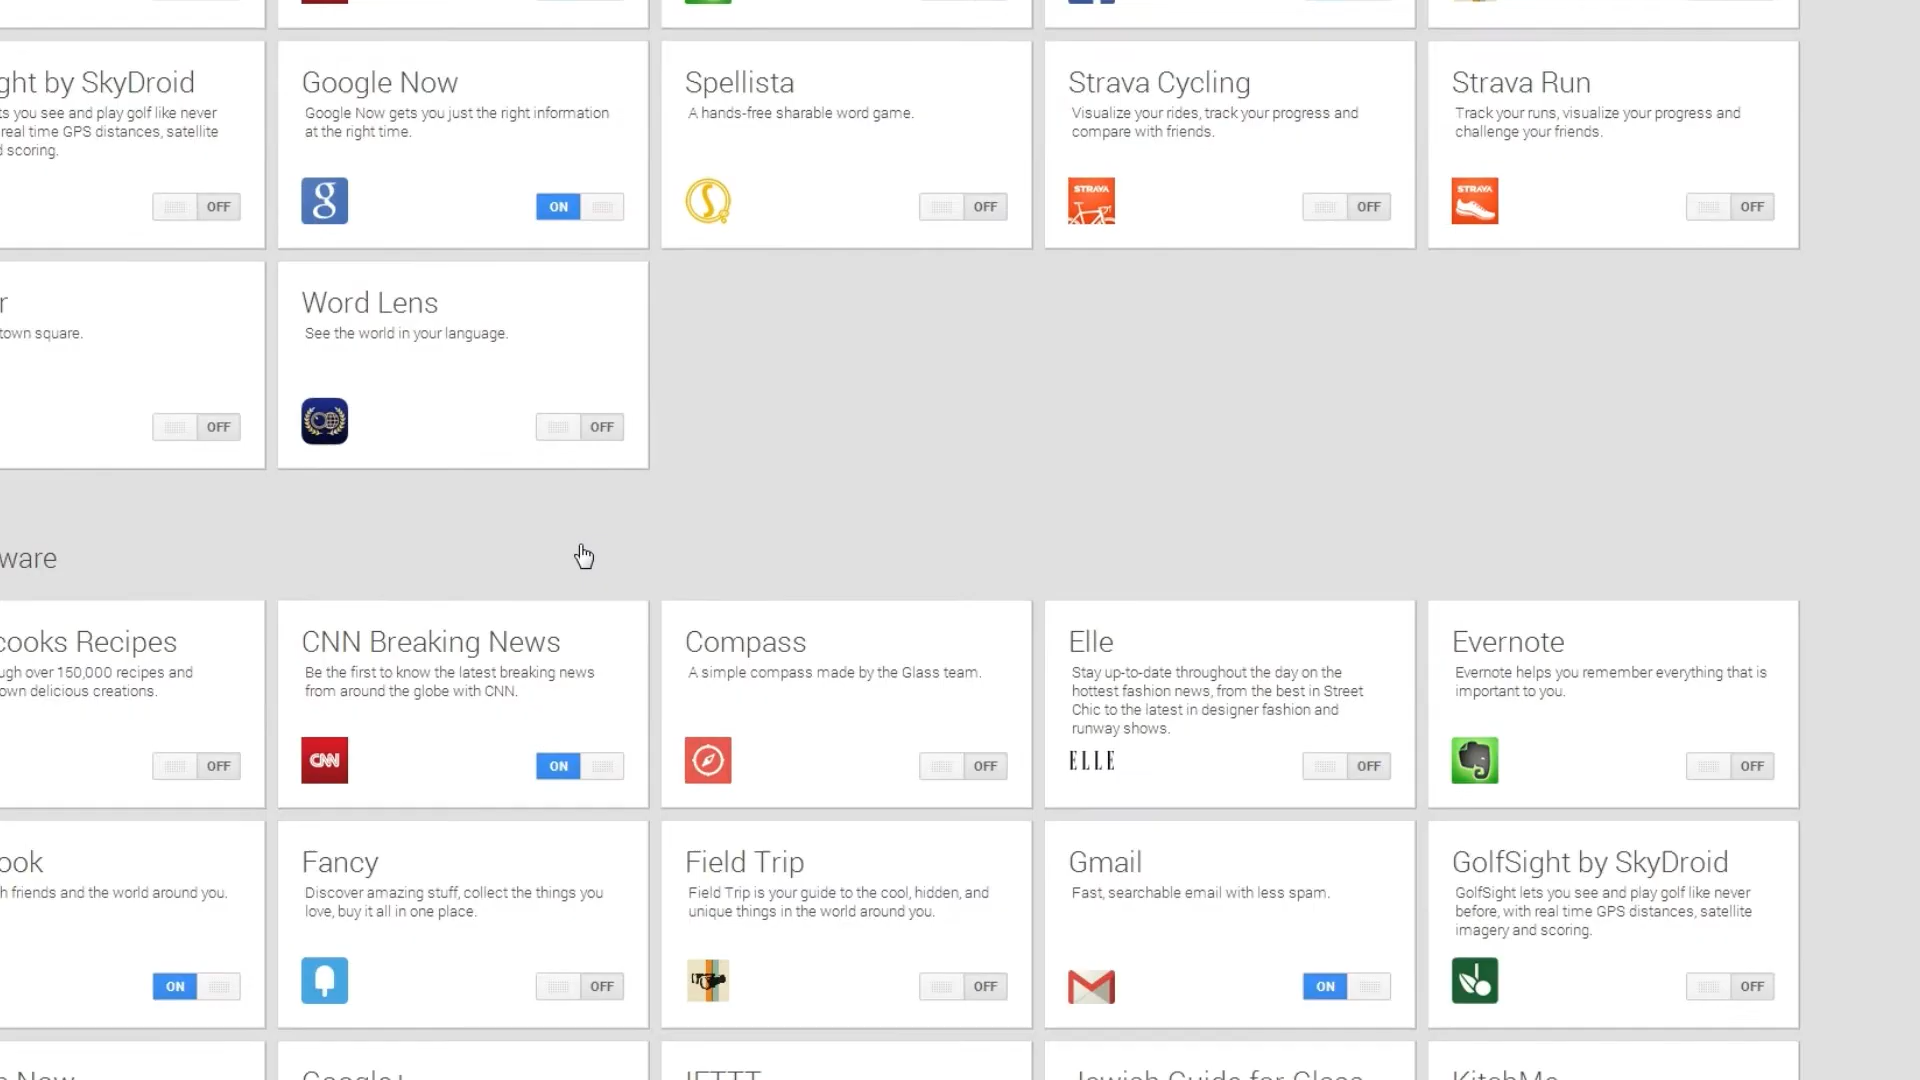 ght by SkyDroid
ts you see and play golf like never
real time GPS distances, satellite
d scoring.
OFF
Google Now
Google Now gets you just the right information
at the right time.
g
ON
Spellista
A hands-free sharable word game.
OFF
Strava Cycling
Visualize your rides, track your progress and
compare with friends.
STRAVA
OFF
Strava Run
Track your runs, visualize your progress and
challenge your friends.
STRAVA
OFF
r
town square.
OFF
Word Lens
See the world in your language.
OFF
ware
cooks Recipes
ugh over 150,000 recipes and
own delicious creations.
OFF
CNN Breaking News
Be the first to know the latest breaking news
from around the globe with CNN.
CNN
ON
Compass
A simple compass made by the Glass team.
OFF
Elle
Stay up-to-date throughout the day on the
hottest fashion news, from the best in Street
Chic to the latest in designer fashion and
runway shows.
ELLE
OFF
Evernote
Evernote helps you remember everything that is
important to you.
OFF
ook
h friends and the world around you.
ON
Fancy
Discover amazing stuff, collect the things you
love, buy it all in one place.
OFF
Field Trip
Field Trip is your guide to the cool, hidden, and
unique things in the world around you.
OFF
Gmail
Fast, searchable email with less spam.
ON
GolfSight by SkyDroid
GolfSight lets you see and play golf like never
before, with real time GPS distances, satellite
imagery and scoring.
OFF
Now
Google+
IFTTT
Jewish Guide for Glass
KitchMe